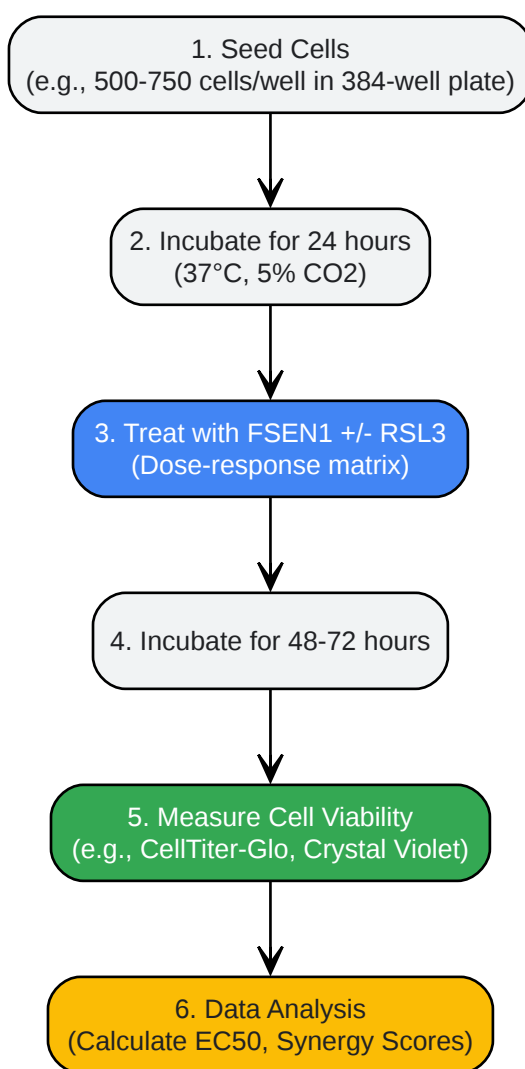 1. Seed Cells
(e.g., 500-750 cells/well in 384-well plate)
2. Incubate for 24 hours
(37°C, 5% CO2)
3. Treat with FSEN1 +/- RSL3
(Dose-response matrix)
4. Incubate for 48-72 hours
5. Measure Cell Viability
(e.g., CellTiter-Glo, Crystal Violet)
6. Data Analysis
(Calculate EC50, Synergy Scores)